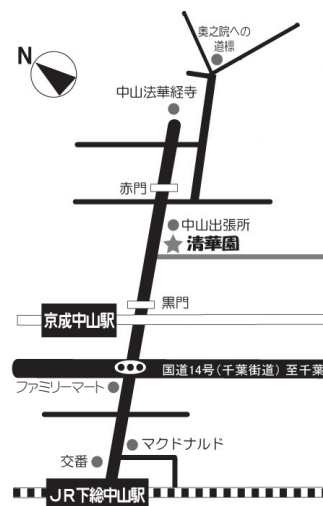 奥之院への
道標
N
中山法華経寺
赤門
中山出張所
清華園
黒門
京成中山駅
国道14号(千葉街道) 至千葉
ファミリーマート
マクドナルド
交番
JR下総中山駅